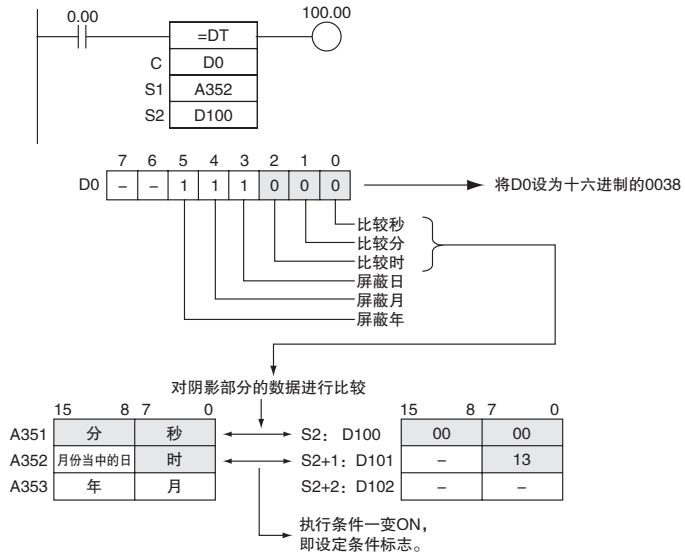 0.00
100.00
=DT
C D0
S1 A352
S2 D100
7 6 5 4 3 2 1 0
D0 – – 1 1 1 0 0 0
将D0设为十六进制的0038
比较秒
比较分
比较时
屏蔽日
屏蔽月
屏蔽年
对阴影部分的数据进行比较
15 8 7 0
A351 分 秒
A352 月份当中的日 时
A353 年 月
15 8 7 0
S2: D100 00 00
S2+1: D101 – 13
S2+2: D102 – –
执行条件一变ON,
即设定条件标志。